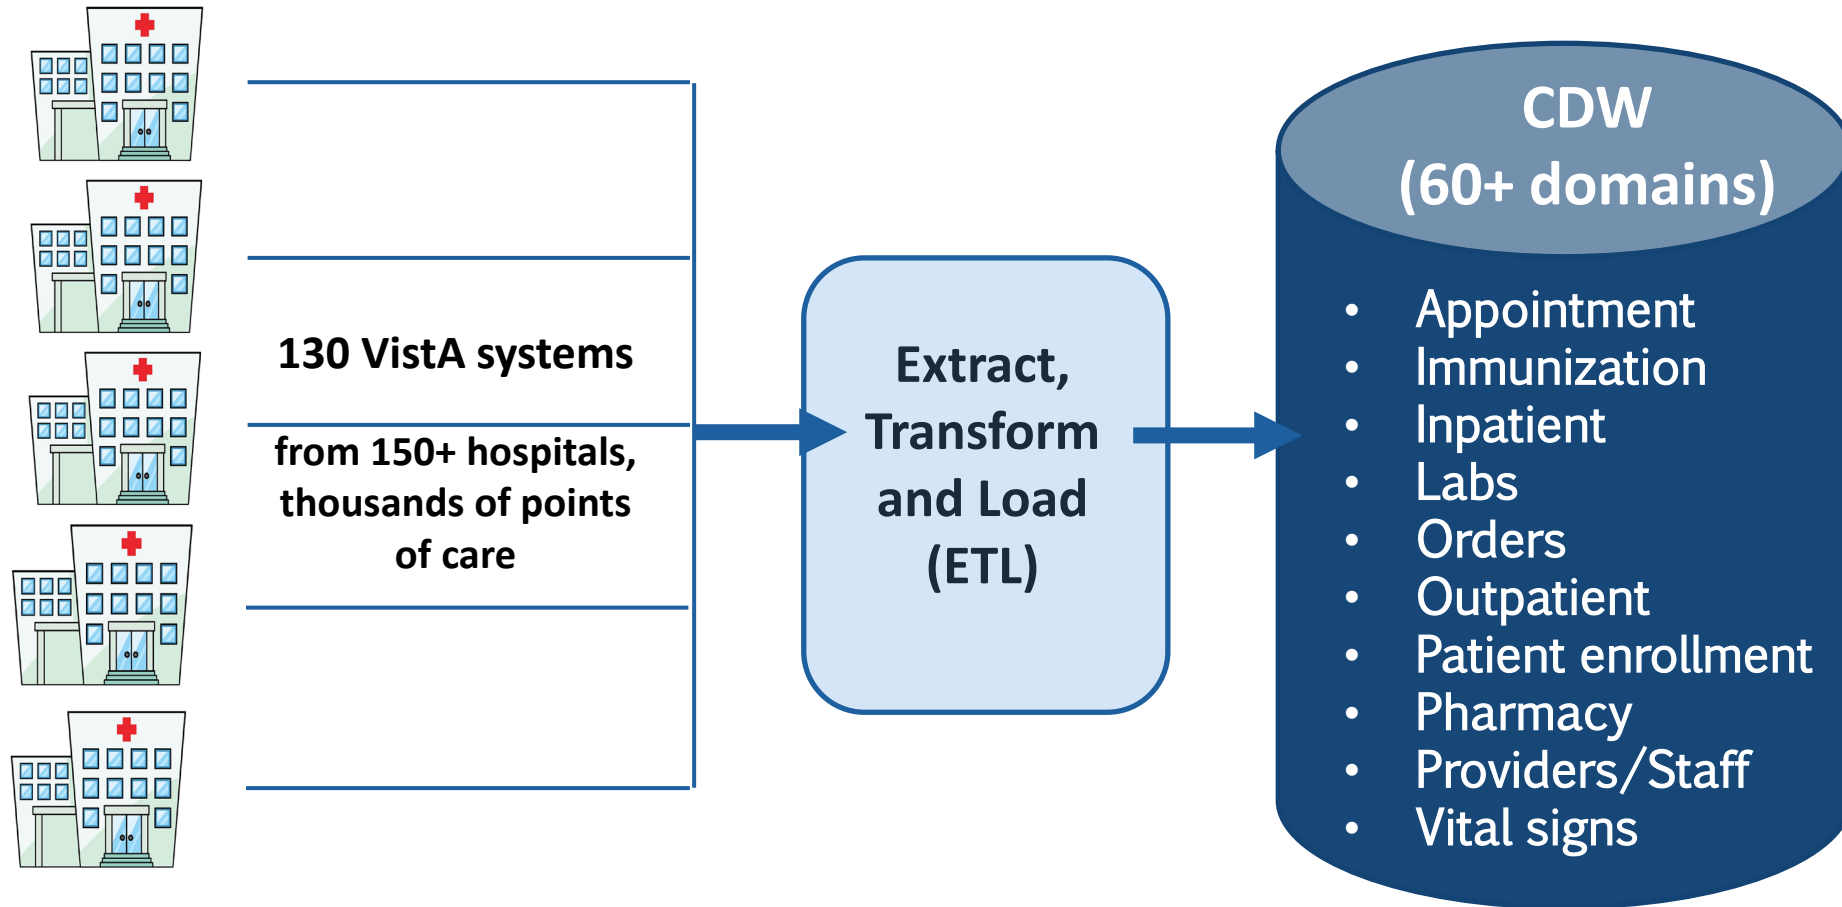 130 VistA systems
from 150+ hospitals,
thousands of points
of care
Extract,
Transform
and Load
(ETL)
CDW
(60+ domains)
• Appointment
• Immunization
• Inpatient
• Labs
• Orders
• Outpatient
• Patient enrollment
• Pharmacy
• Providers/Staff
• Vital signs